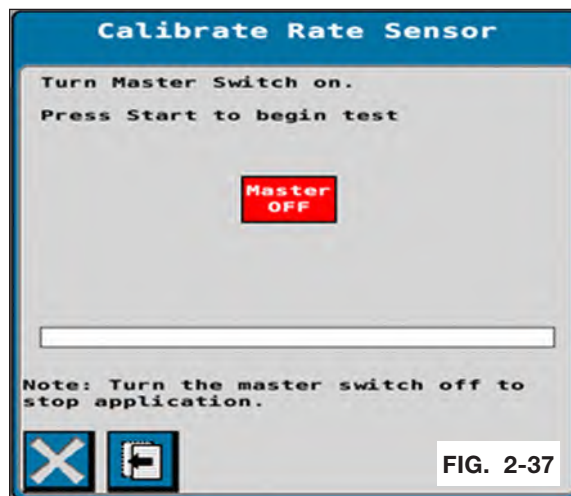 Calibrate Rate Sensor
Turn Master Switch on.
Press Start to begin test
Master
OFF
Note: Turn the master switch off to
stop application.
FIG. 2-37